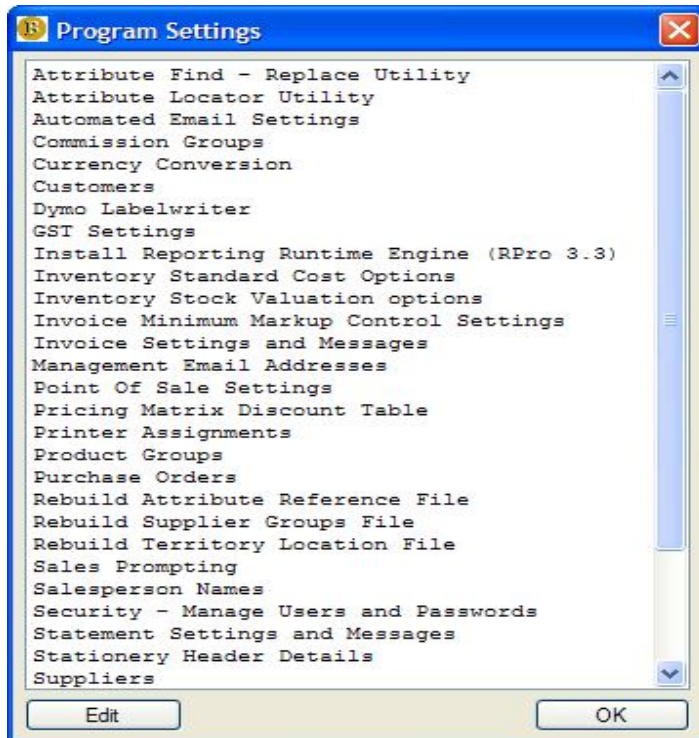 B Program Settings
Attribute Find - Replace Utility
Attribute Locator Utility
Automated Email Settings
Commission Groups
Currency Conversion
Customers
Dymo Labelwriter
GST Settings
Install Reporting Runtime Engine (RPro 3.3)
Inventory Standard Cost Options
Inventory Stock Valuation options
Invoice Minimum Markup Control Settings
Invoice Settings and Messages
Management Email Addresses
Point Of Sale Settings
Pricing Matrix Discount Table
Printer Assignments
Product Groups
Purchase Orders
Rebuild Attribute Reference File
Rebuild Supplier Groups File
Rebuild Territory Location File
Sales Prompting
Salesperson Names
Security - Manage Users and Passwords
Statement Settings and Messages
Stationery Header Details
Suppliers
Edit OK